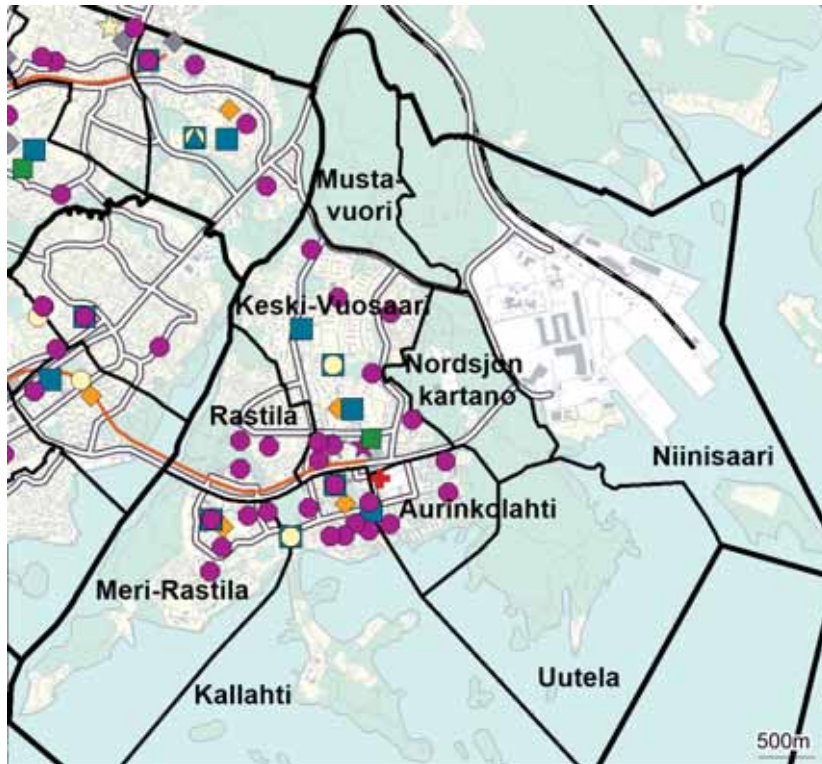 Musta-
vuori
Keski-Vuosaari
Nordsjön
kartano
Rastila
Niinisaari
Aurinkolahti
Meri-Rastila
Uutela
Kallahti
500m